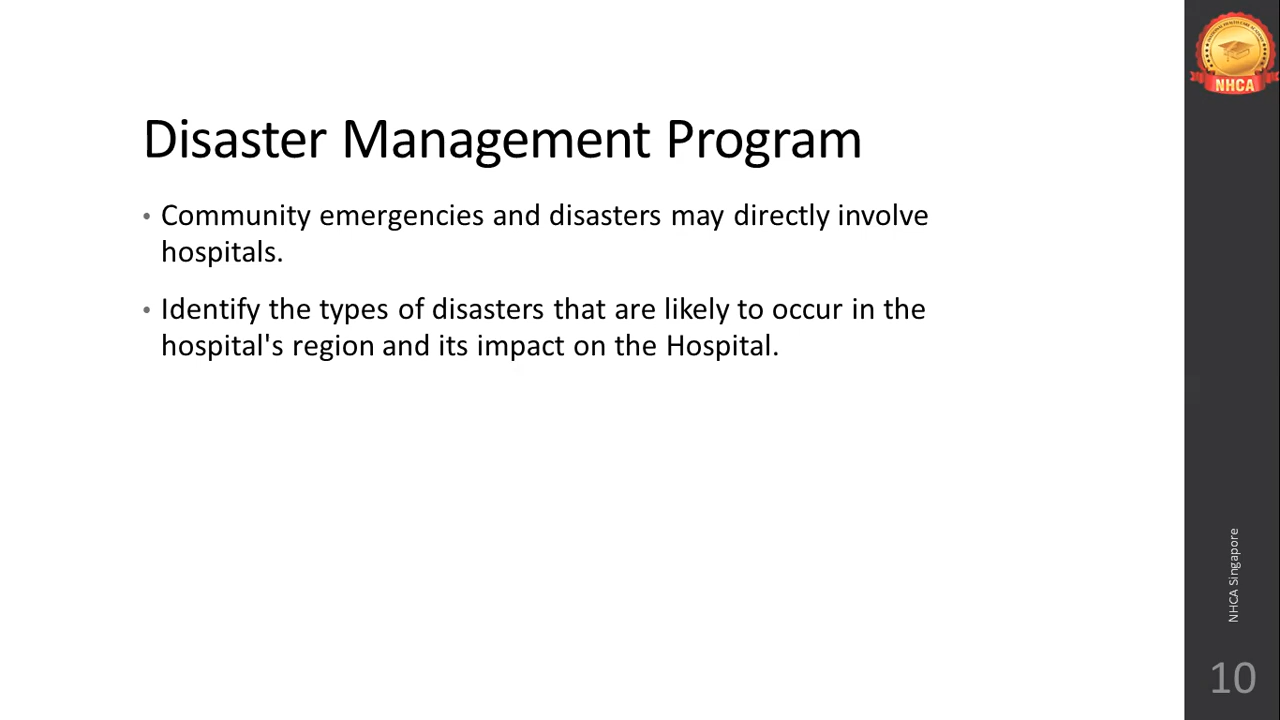 Disaster Management Program
• Community emergencies and disasters may directly involve
hospitals.
• Identify the types of disasters that are likely to occur in the
hospital's region and its impact on the Hospital.
NHCA
NHCA Singapore
10